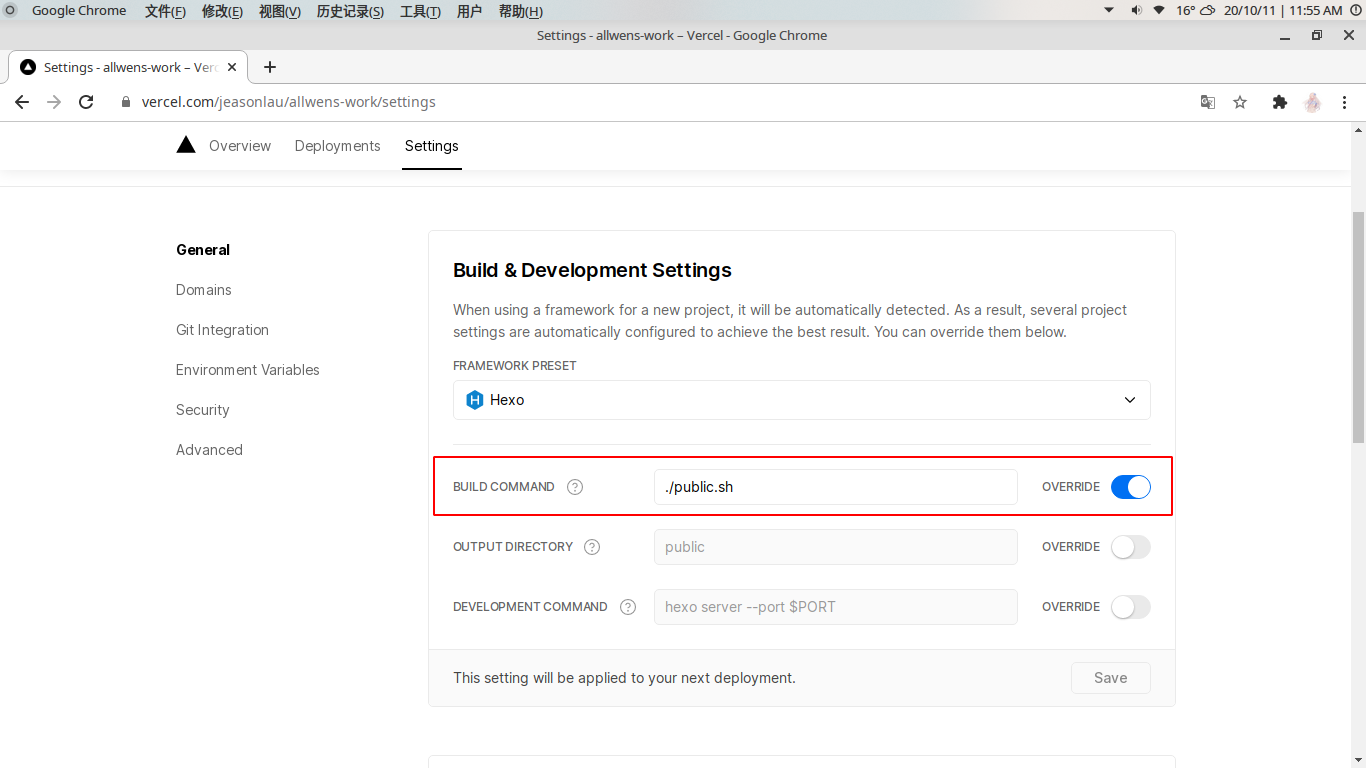 Google Chrome 文件(F) 修改(E) 视图(V) 历史记录(S) 工具(T) 用户 帮助(H) 16° 20/10/11 | 11:55 AM
Settings - allwens-work – Vercel - Google Chrome
Settings - allwens-work – Verc
vercel.com/jeasonlau/allwens-work/settings
Overview Deployments Settings
General
Domains
Git Integration
Environment Variables
Security
Advanced
Build & Development Settings
When using a framework for a new project, it will be automatically detected. As a result, several project
settings are automatically configured to achieve the best result. You can override them below.
FRAMEWORK PRESET
H Hexo
BUILD COMMAND ? ./public.sh OVERRIDE
OUTPUT DIRECTORY ? public OVERRIDE
DEVELOPMENT COMMAND ? hexo server --port $PORT OVERRIDE
This setting will be applied to your next deployment. Save